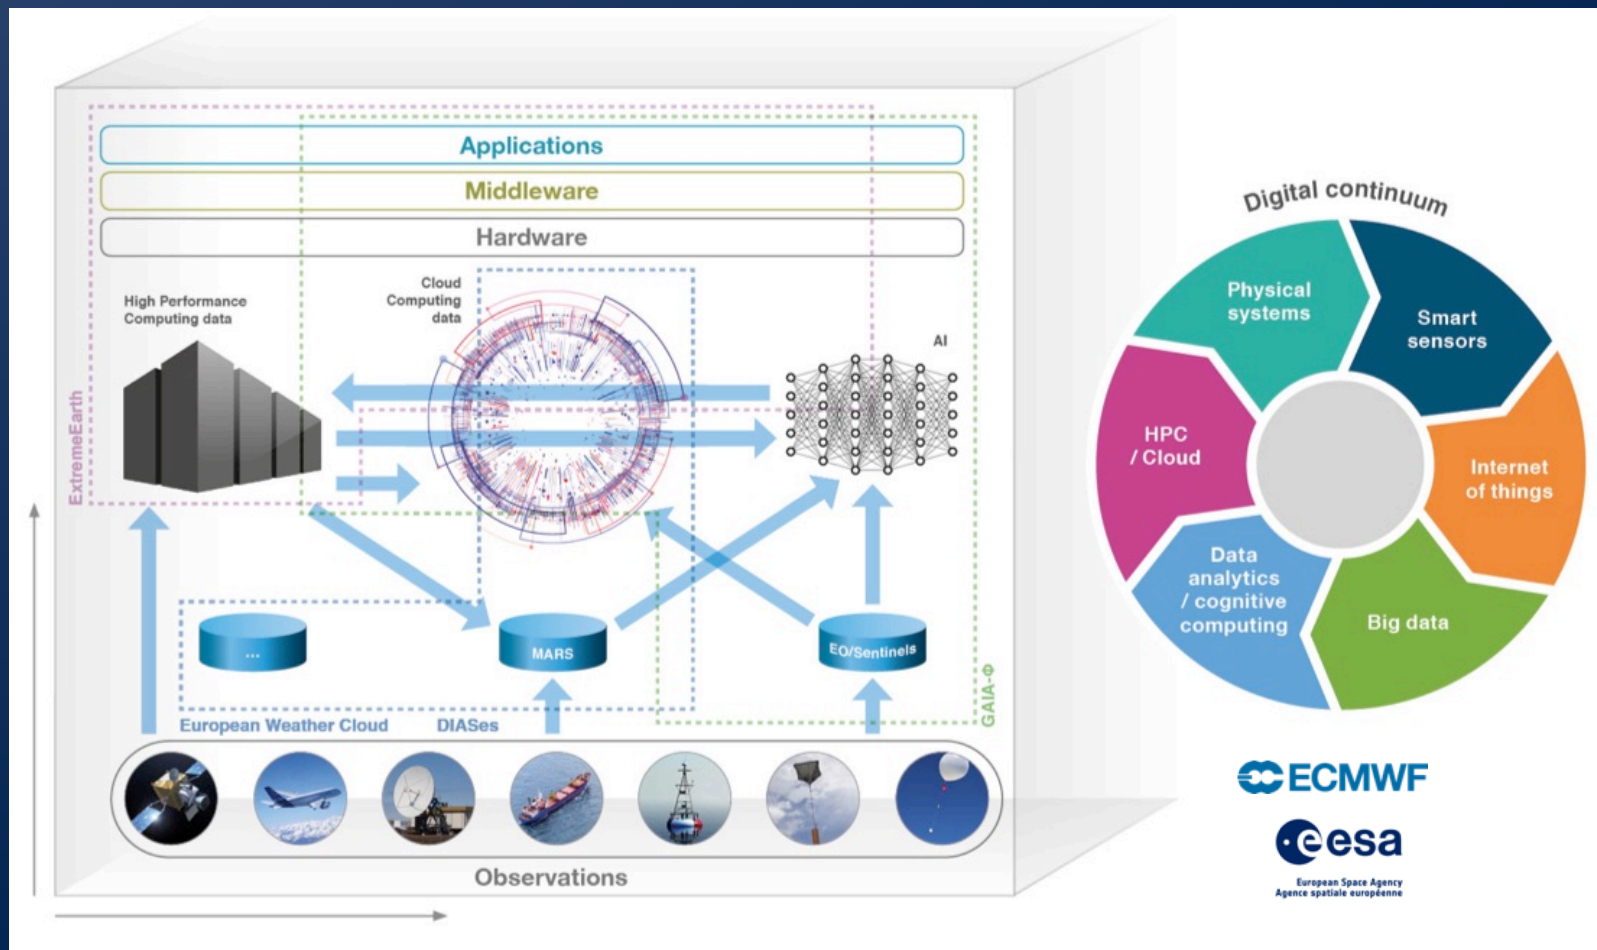 Applications
Middleware
Hardware
High Performance
Computing data
Cloud
Computing
data
AI
ExtremeEarth
...
MARS
EO/Sentinels
GAIA-Φ
European Weather Cloud
DIASes
Observations
Digital continuum
Physical
systems
Smart
sensors
HPC
/ Cloud
Internet
of things
Data
analytics
/ cognitive
computing
Big data
ECMWF
esa
European Space Agency
Agence spatiale européenne